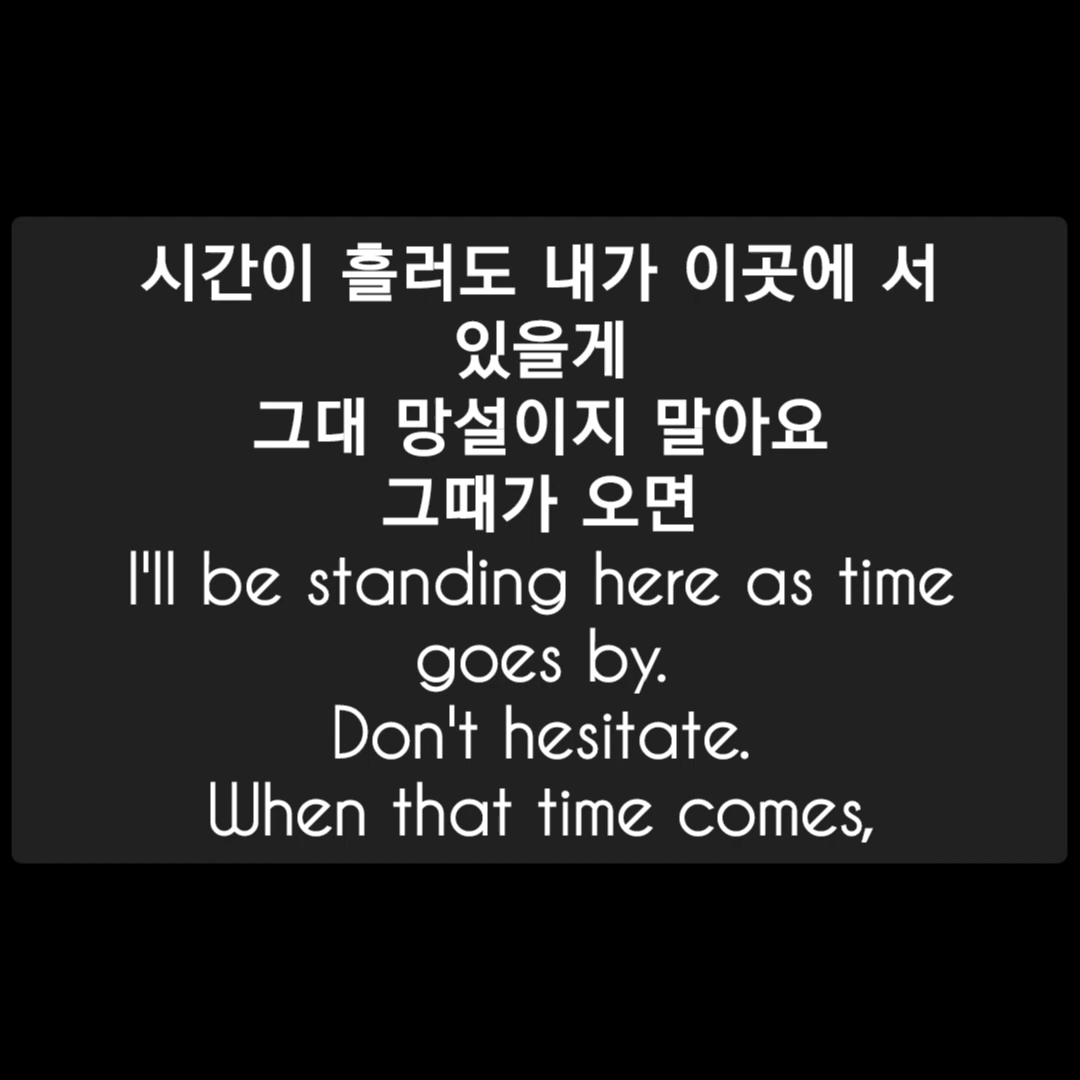 시간이 흘러도 내가 이곳에 서
있을게
그대 망설이지 말아요
그때가 오면
I'll be standing here as time
goes by.
Don't hesitate.
When that time comes,